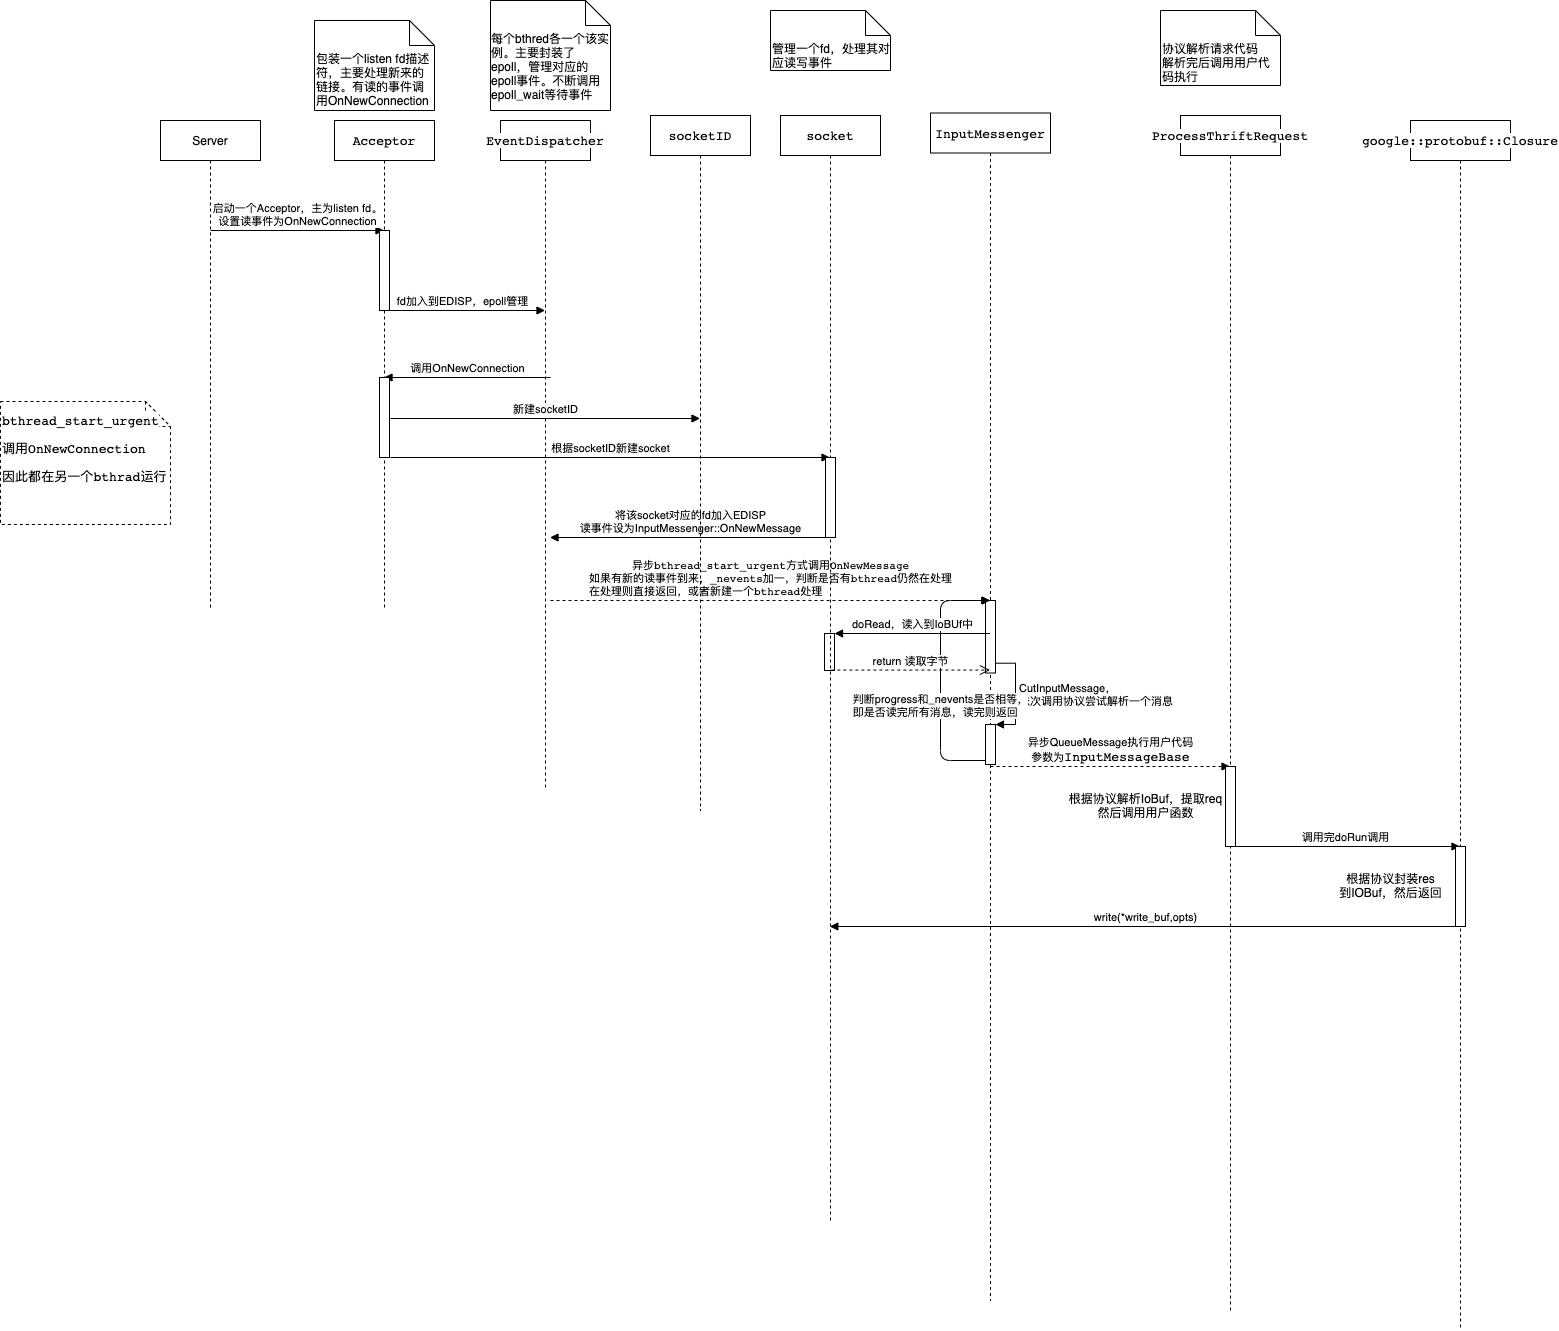 包装一个listen fd描述
符，主要处理新来的
链接。有读的事件调
用OnNewConnection
每个bthred各一个该实
例。主要封装了
epoll，管理对应的
epoll事件。不断调用
epoll_wait等待事件
管理一个fd，处理其对
应读写事件
协议解析请求代码
解析完后调用用户代
码执行
Server
Acceptor
EventDispatcher
socketID
socket
InputMessenger
ProcessThriftRequest
google::protobuf::Closure
启动一个Acceptor，主为listen fd。
设置读事件为OnNewConnection
fd加入到EDISP，epoll管理
调用OnNewConnection
新建socketID
bthread_start_urgent
调用OnNewConnection
因此都在另一个bthrad运行
根据socketID新建socket
将该socket对应的fd加入EDISP
读事件设为InputMessenger::OnNewMessage
异步bthread_start_urgent方式调用OnNewMessage
如果有新的读事件到来，_nevents加一，判断是否有bthread仍然在处理
在处理则直接返回，或者新建一个bthread处理
doRead，读入到IoBUf中
return 读取字节
CutInputMessage，
次调用协议尝试解析一个消息
判断progress和_nevents是否相等，
即是否读完所有消息，读完则返回
异步QueueMessage执行用户代码
参数为InputMessageBase
根据协议解析IoBuf，提取req
然后调用用户函数
调用完doRun调用
根据协议封装res
到IOBuf，然后返回
write(*write_buf,opts)